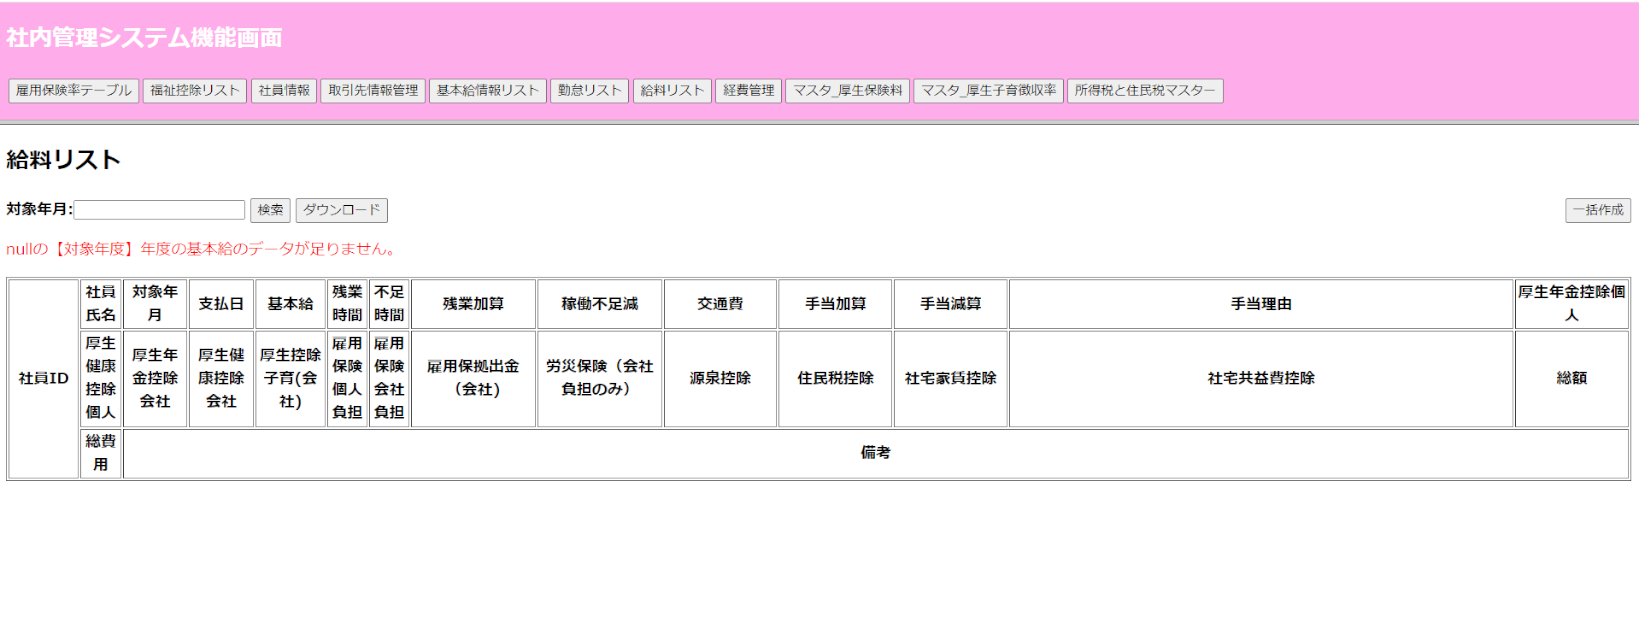 社内管理システム機能画面
雇用保険率テーブル 福祉控除リスト 社員情報 取引先情報管理 基本給情報リスト 勤怠リスト 給料リスト 経費管理 マスタ_厚生保険料 マスタ_厚生子育徴収率 所得税と住民税マスター
給料リスト
対象年月: 検索 ダウンロード 一括作成
nullの【対象年度】年度の基本給のデータが足りません。
社員ID
社員
氏名
対象年
月
支払日
基本給
残業
時間
不足
時間
残業加算
稼働不足減
交通費
手当加算
手当減算
手当理由
厚生年金控除個
人
厚生
健康
控除
個人
厚生年
金控除
会社
厚生健
康控除
会社
厚生控除
子育(会
社)
雇用
保険
個人
負担
雇用
保険
会社
負担
雇用保拠出金
（会社）
労災保険（会社
負担のみ）
源泉控除
住民税控除
社宅家賃控除
社宅共益費控除
総額
総費
用
備考